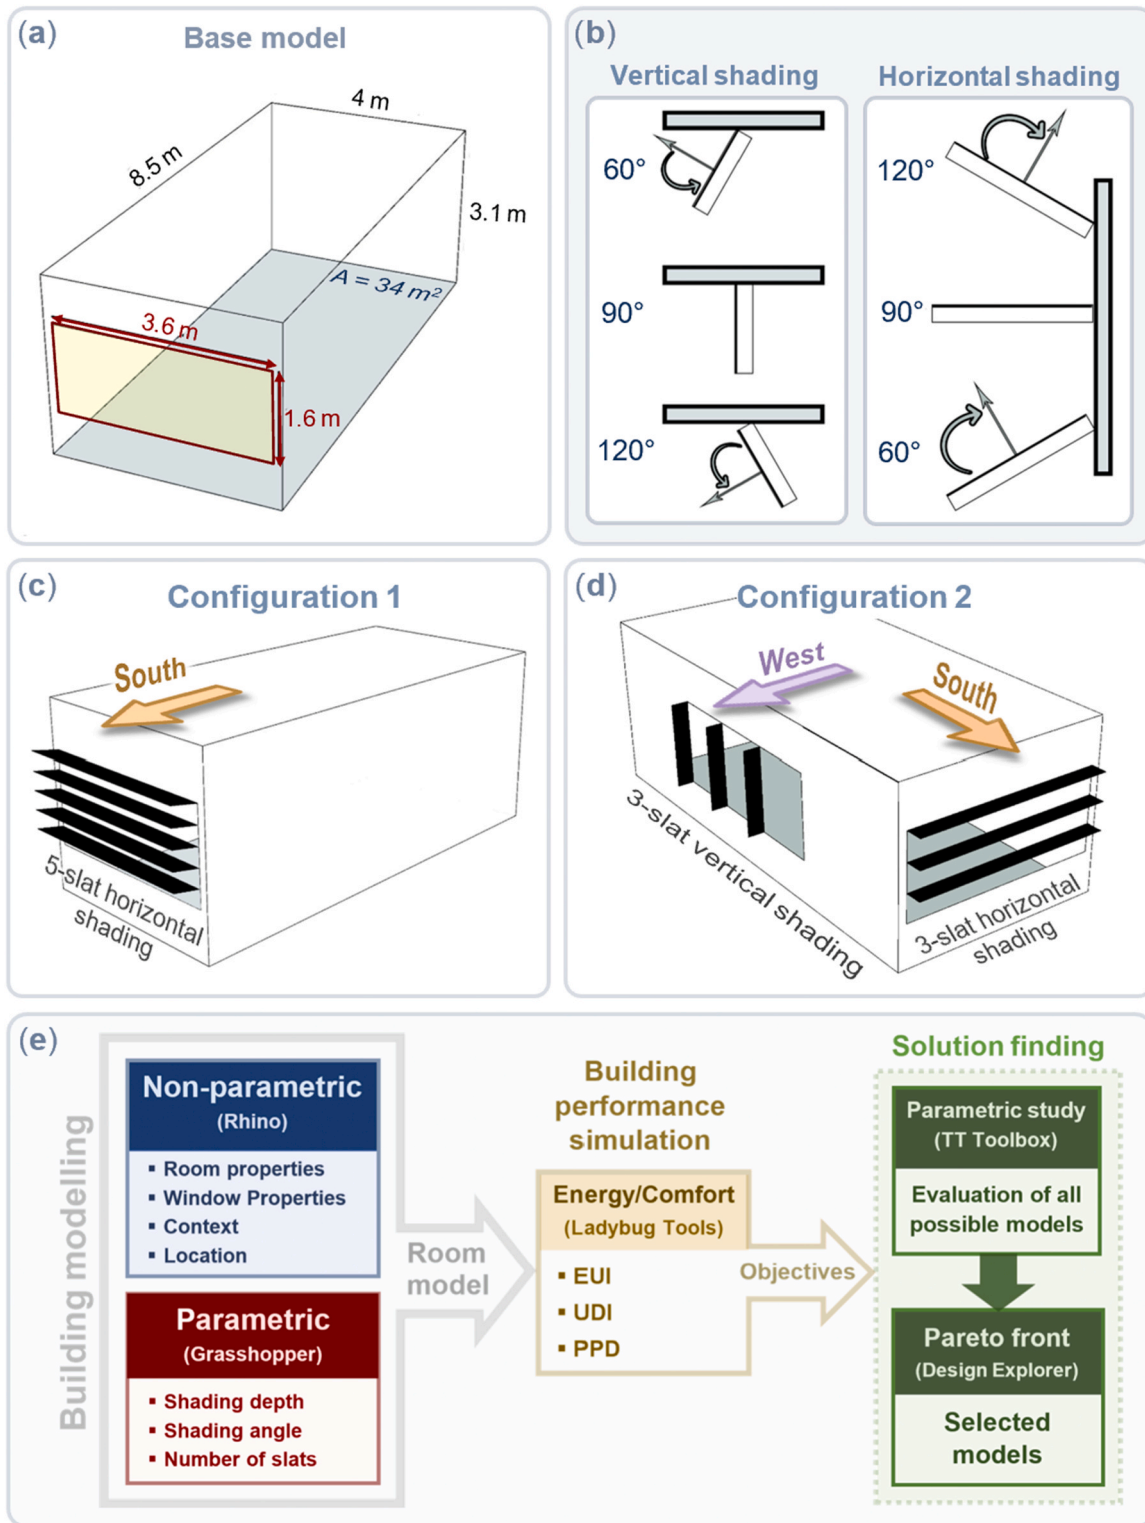 (a)
Base model
4 m
8.5 m
3.1 m
A = 34 m²
3.6 m
1.6 m
(b)
Vertical shading
60°
90°
120°
Horizontal shading
120°
90°
60°
(c)
Configuration 1
South
5-slat horizontal
shading
(d)
Configuration 2
West
South
3-slat vertical shading
3-slat horizontal
shading
(e)
Building modelling
Non-parametric
(Rhino)
▪ Room properties
▪ Window Properties
▪ Context
▪ Location
Parametric
(Grasshopper)
▪ Shading depth
▪ Shading angle
▪ Number of slats
Room
model
Building
performance
simulation
Energy/Comfort
(Ladybug Tools)
▪ EUI
▪ UDI
▪ PPD
Objectives
Solution finding
Parametric study
(TT Toolbox)
Evaluation of all
possible models
Pareto front
(Design Explorer)
Selected
models